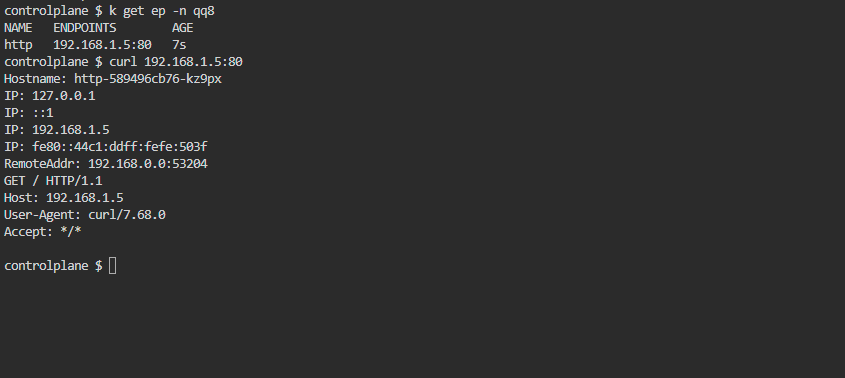 controlplane $ k get ep -n qq8
NAME   ENDPOINTS        AGE
http   192.168.1.5:80   7s
controlplane $ curl 192.168.1.5:80
Hostname: http-589496cb76-kz9px
IP: 127.0.0.1
IP: ::1
IP: 192.168.1.5
IP: fe80::44c1:ddff:fefe:503f
RemoteAddr: 192.168.0.0:53204
GET / HTTP/1.1
Host: 192.168.1.5
User-Agent: curl/7.68.0
Accept: */*

controlplane $